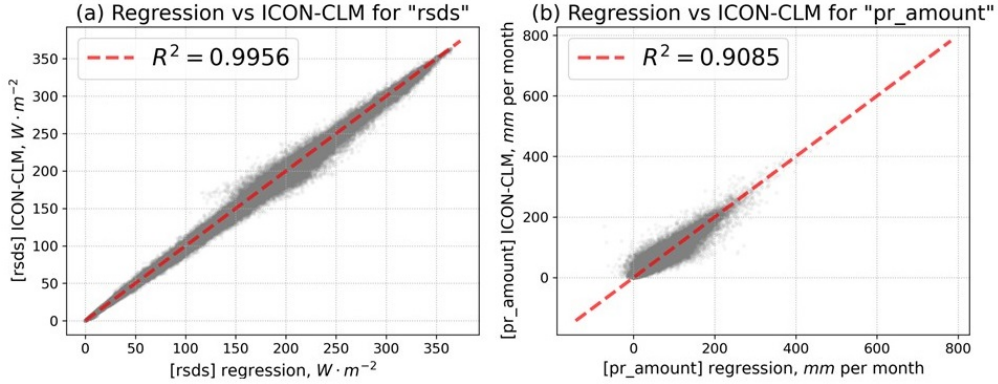 (a) Regression vs ICON-CLM for "rsds"
R² = 0.9956
350
300
250
200
150
100
50
0
[rsds] ICON-CLM, W · m⁻²
0 50 100 150 200 250 300 350
[rsds] regression, W · m⁻²
(b) Regression vs ICON-CLM for "pr_amount"
R² = 0.9085
800
600
400
200
0
[pr_amount] ICON-CLM, mm per month
0 200 400 600 800
[pr_amount] regression, mm per month